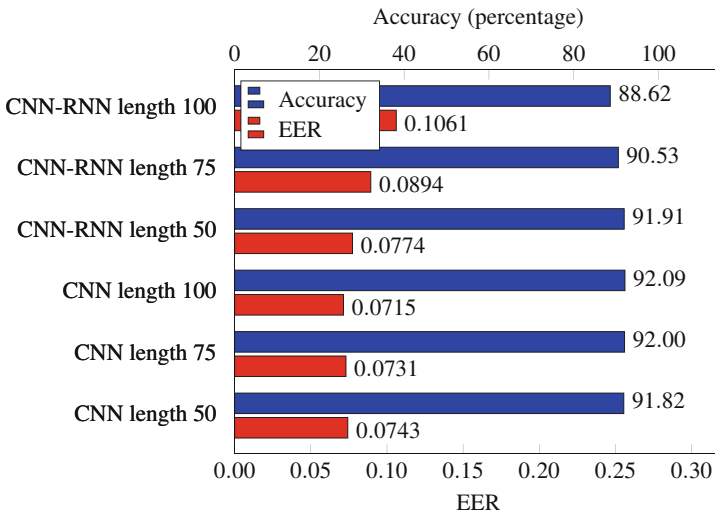 Accuracy (percentage)
0 20 40 60 80 100
CNN-RNN length 100
88.62
Accuracy
EER
0.1061
CNN-RNN length 75
90.53
0.0894
CNN-RNN length 50
91.91
0.0774
CNN length 100
92.09
0.0715
CNN length 75
92.00
0.0731
CNN length 50
91.82
0.0743
0.00 0.05 0.10 0.15 0.20 0.25 0.30
EER